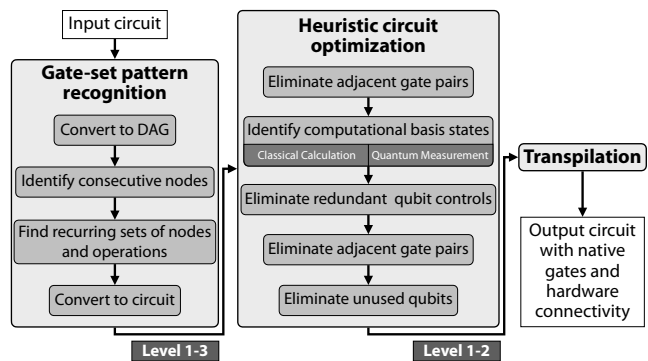 Input circuit
Gate-set pattern
recognition
Convert to DAG
Identify consecutive nodes
Find recurring sets of nodes
and operations
Convert to circuit
Level 1-3
Heuristic circuit
optimization
Eliminate adjacent gate pairs
Identify computational basis states
Classical Calculation
Quantum Measurement
Eliminate redundant qubit controls
Eliminate adjacent gate pairs
Eliminate unused qubits
Level 1-2
Transpilation
Output circuit
with native
gates and
hardware
connectivity